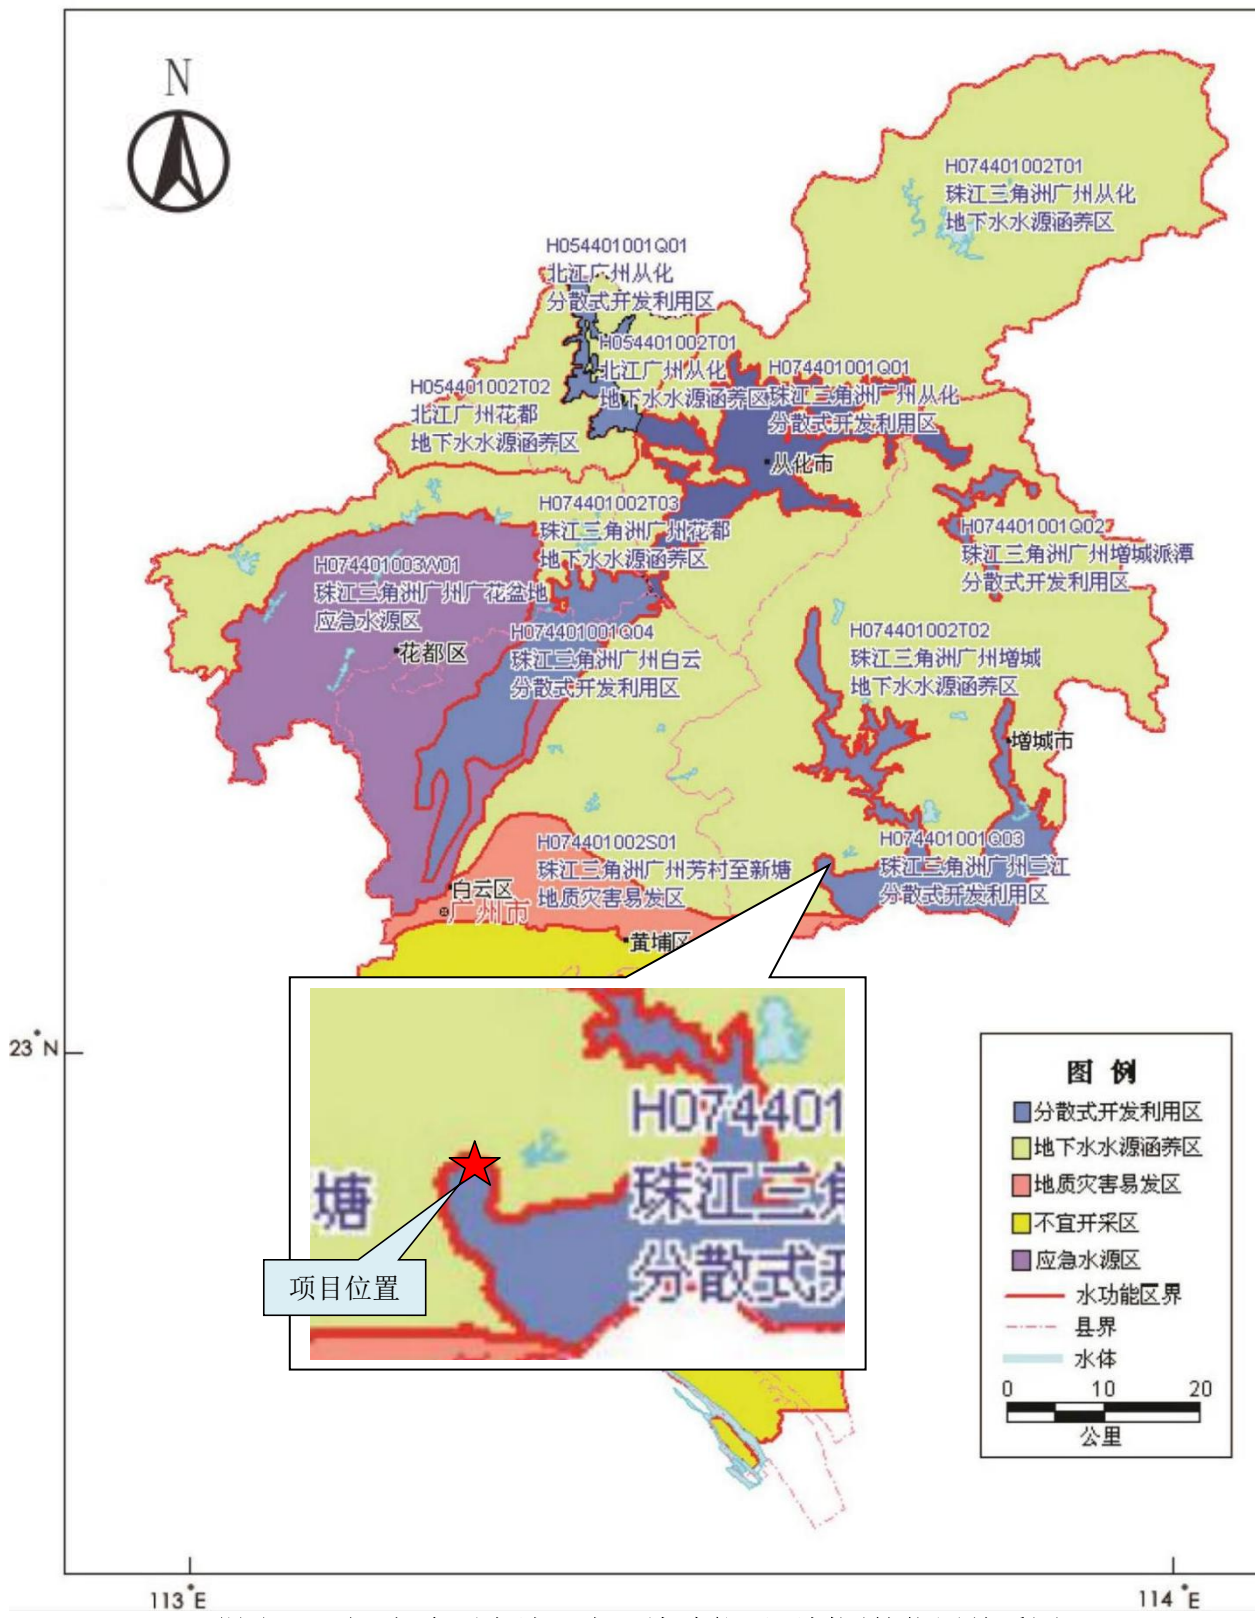 N
H074401002T01
珠江三角洲广州从化
地下水水源涵养区
H054401001Q01
北江广州从化
分散式开发利用区
H054401002T01
北江广州从化
地下水水源涵养区
H074401001Q01
珠江三角洲广州从化
分散式开发利用区
H054401002T02
北江广州花都
地下水水源涵养区
从化市
H074401002T03
珠江三角洲广州花都
地下水水源涵养区
H074401001Q02
珠江三角洲广州增城派潭
分散式开发利用区
H074401003W01
珠江三角洲广州广花盆地
应急水源区
花都区
H074401001Q04
珠江三角洲广州白云
分散式开发利用区
H074401002T02
珠江三角洲广州增城
地下水水源涵养区
增城市
H074401002S01
珠江三角洲广州芳村至新塘
地质灾害易发区
H074401001Q03
珠江三角洲广州三江
分散式开发利用区
白云区
广州市
黄埔区
H074401
珠江三角
分散式开
塘
项目位置
23°N
图 例
分散式开发利用区
地下水水源涵养区
地质灾害易发区
不宜开采区
应急水源区
水功能区界
县界
水体
0 10 20
公里
113°E
114°E